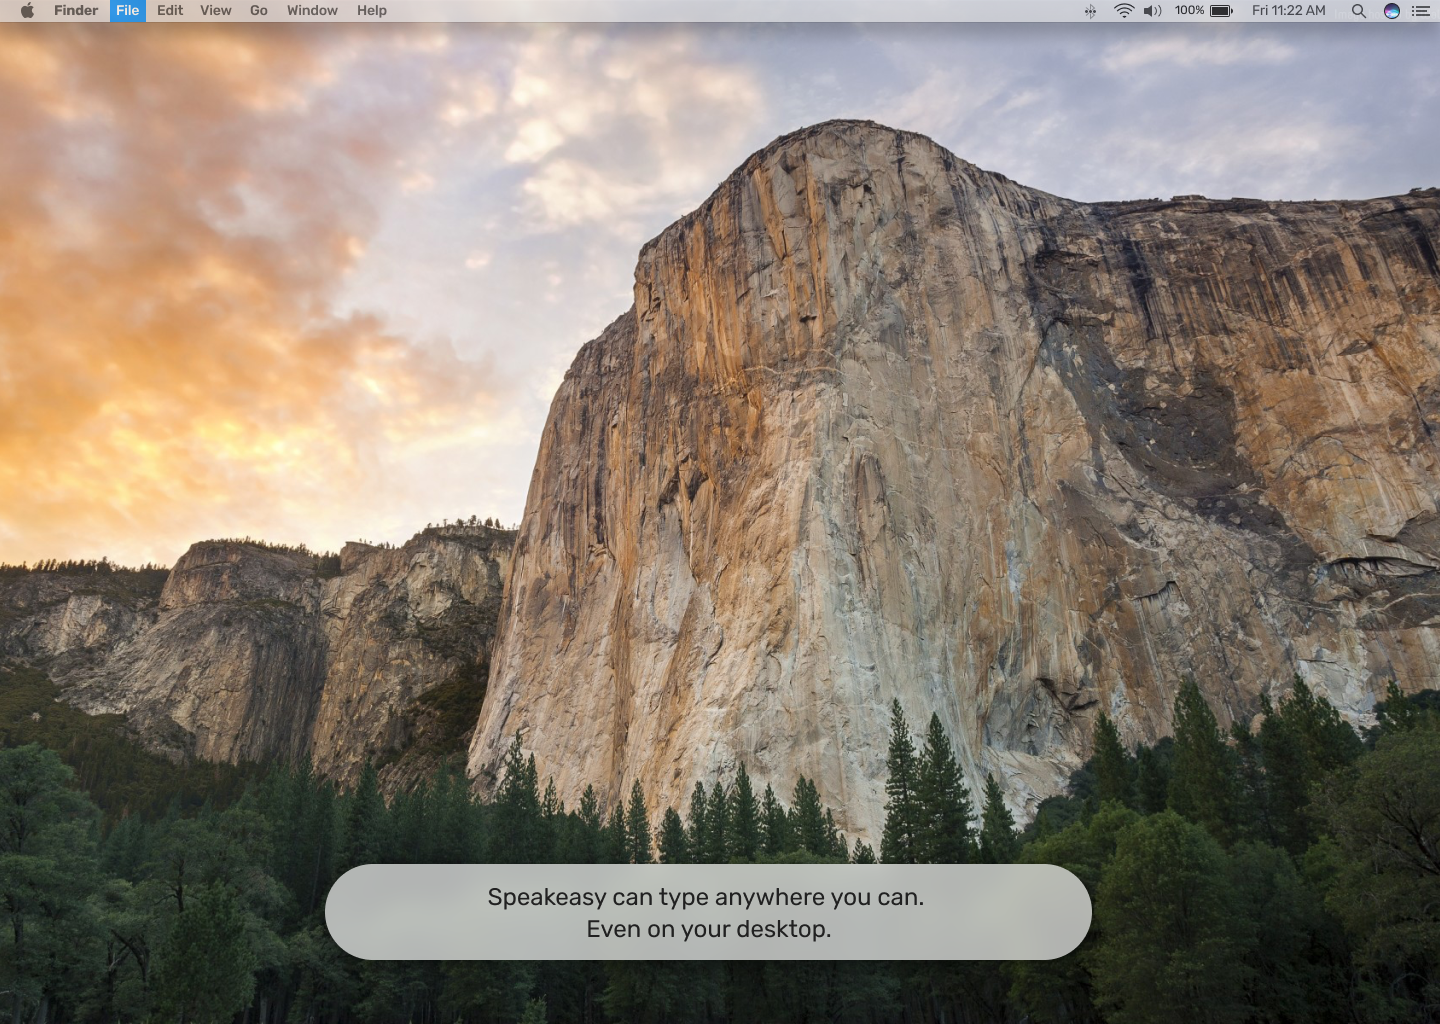 Finder File Edit View Go Window Help 100% Fri 11:22 AM
Speakeasy can type anywhere you can.
Even on your desktop.